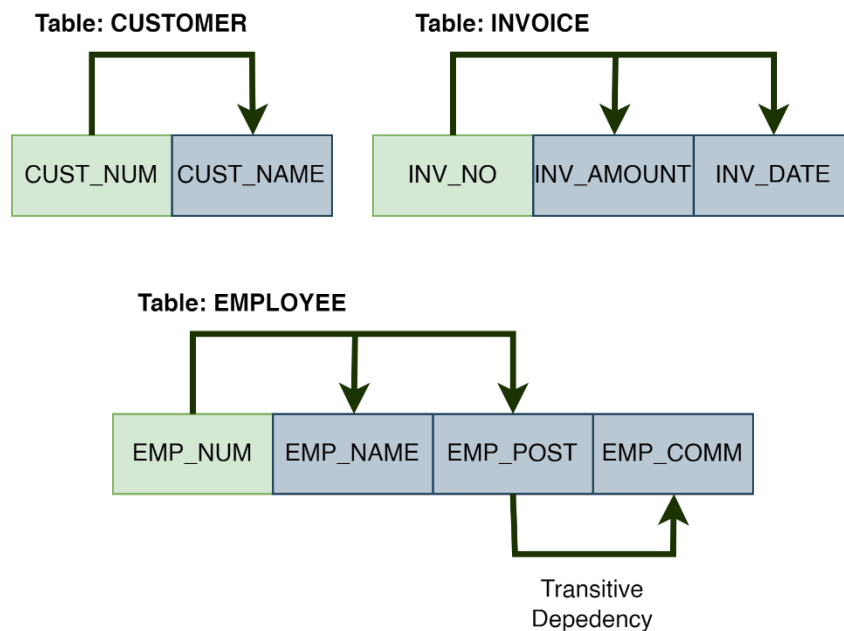 Table: CUSTOMER
Table: INVOICE
CUST_NUM CUST_NAME
INV_NO INV_AMOUNT INV_DATE
Table: EMPLOYEE
EMP_NUM EMP_NAME EMP_POST EMP_COMM
Transitive
Depedency